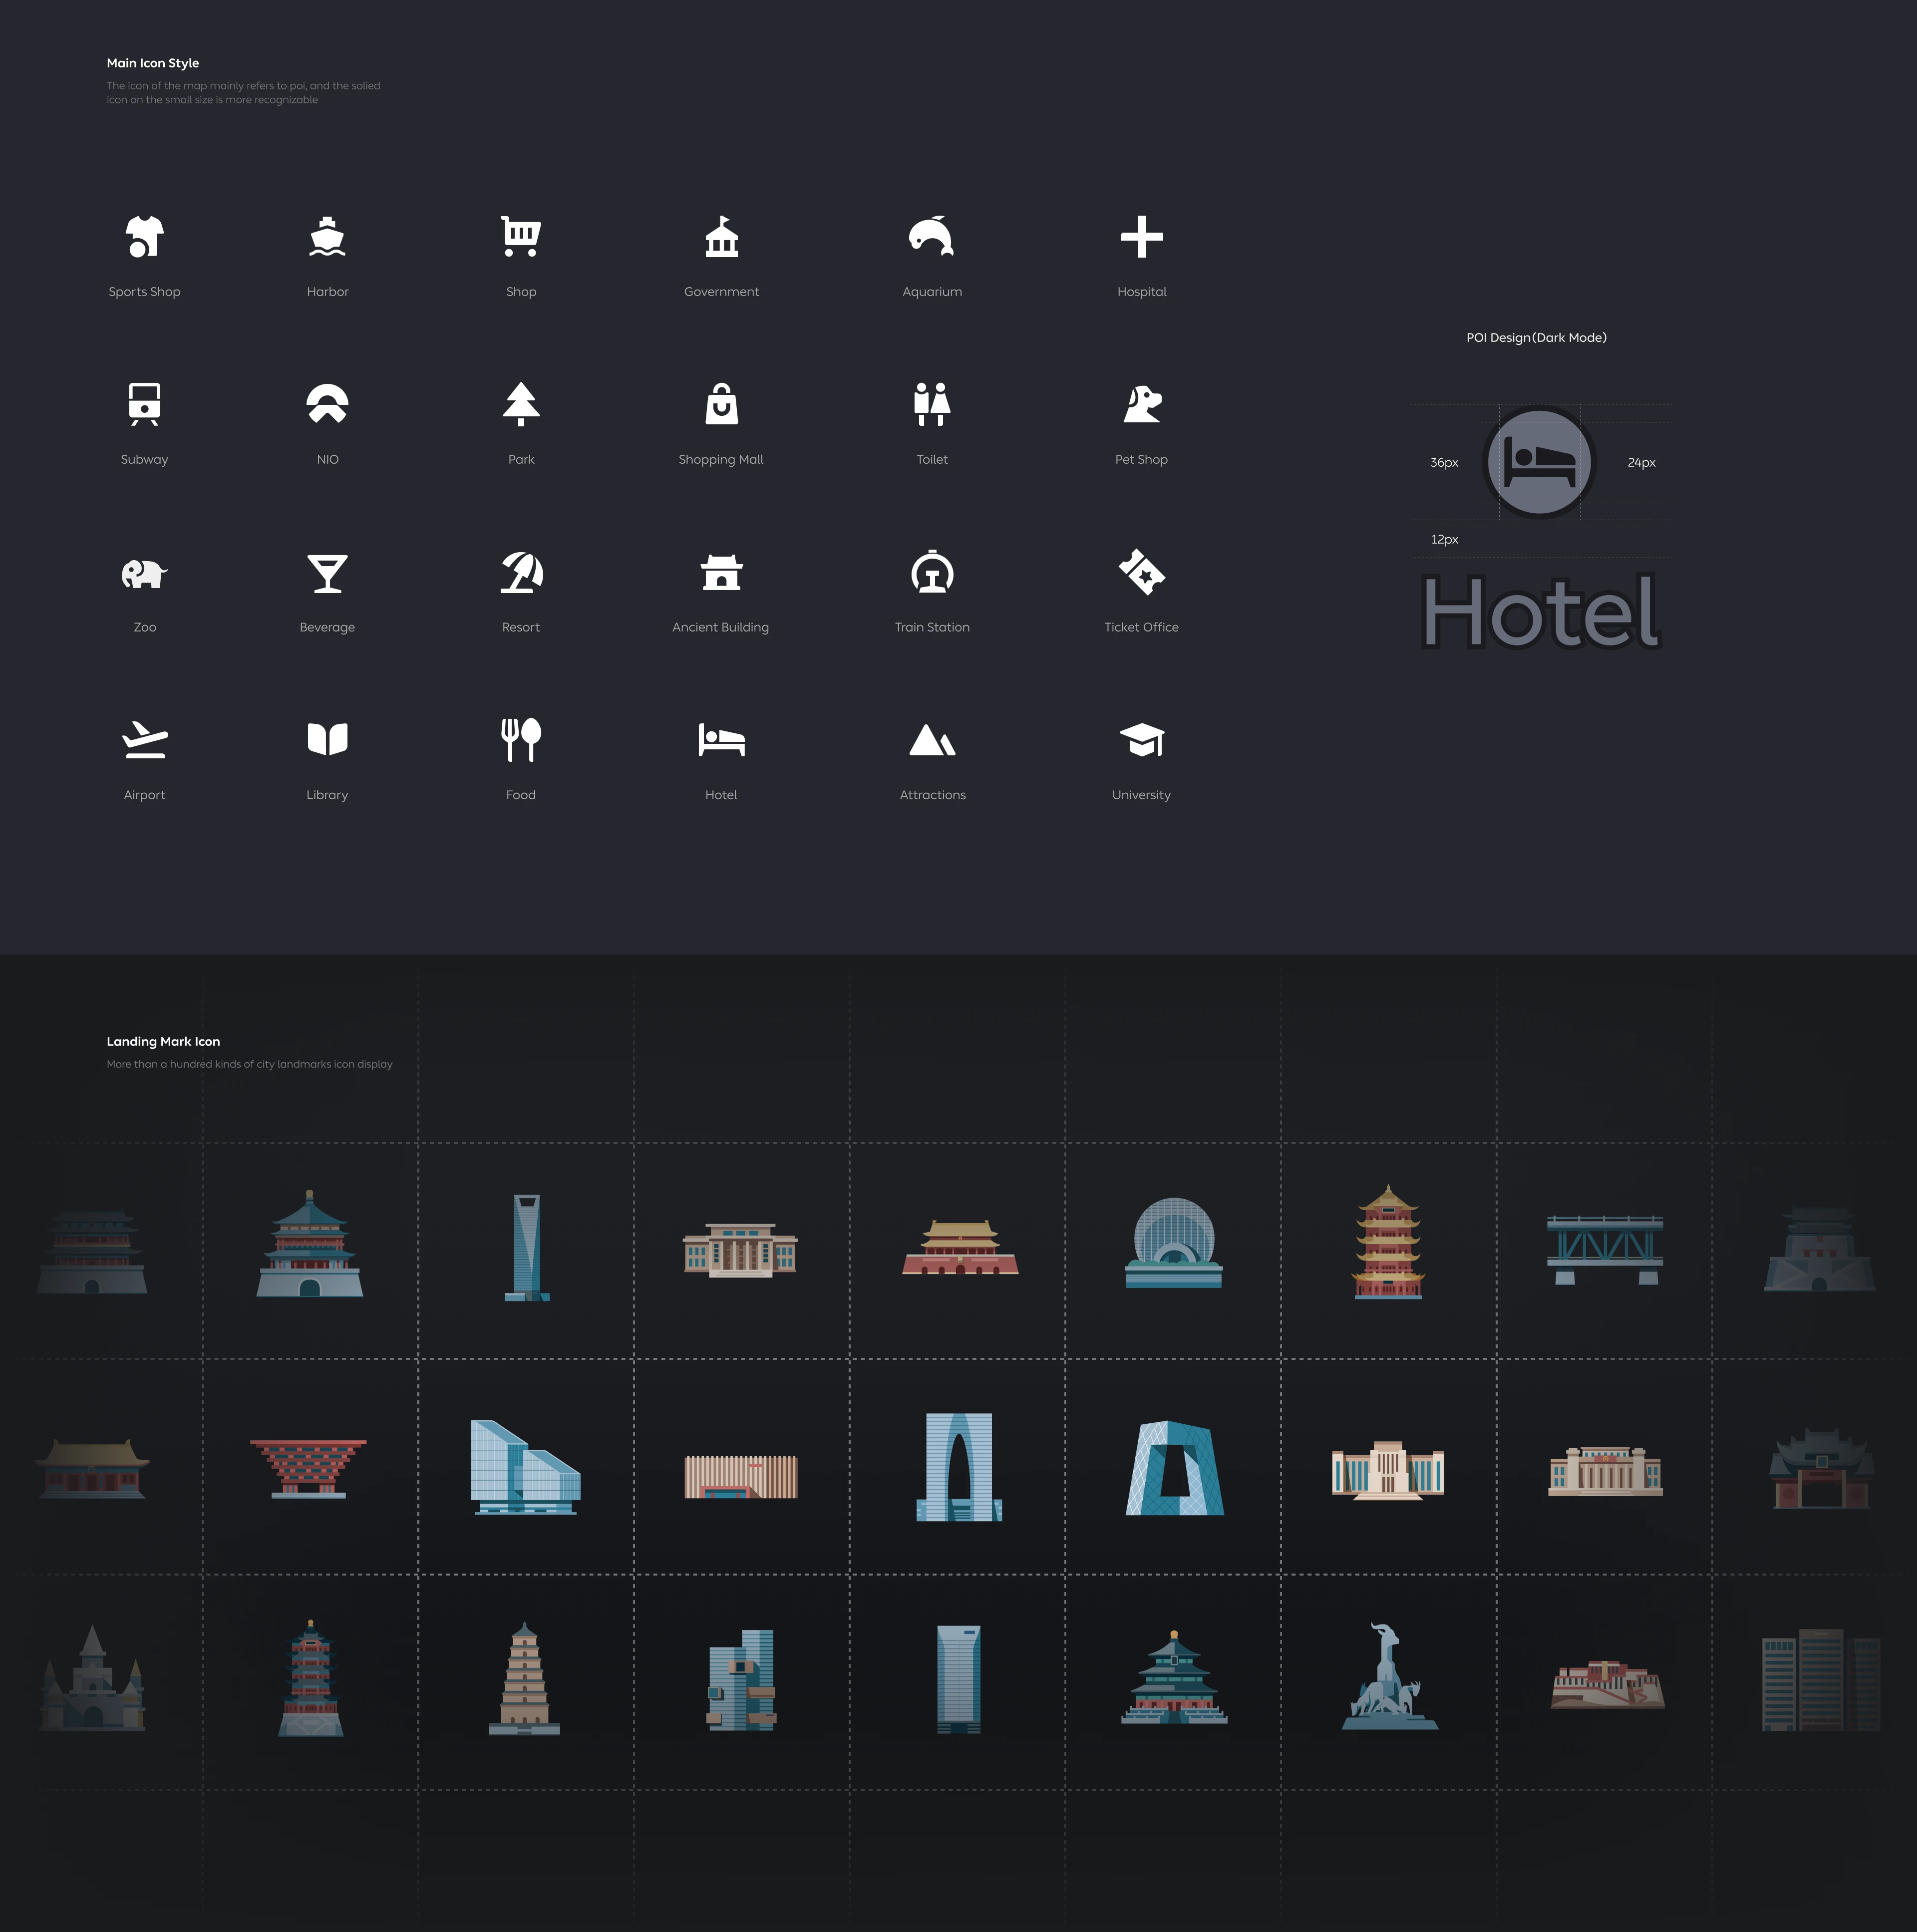 Main Icon Style
The icon of the map mainly refers to poi, and the solied
icon on the small size is more recognizable
Sports Shop
Harbor
Shop
Government
Aquarium
Hospital
Subway
NIO
Park
Shopping Mall
Toilet
Pet Shop
Zoo
Beverage
Resort
Ancient Building
Train Station
Ticket Office
Airport
Library
Food
Hotel
Attractions
University
POI Design(Dark Mode)
36px
24px
12px
Hotel
Landing Mark Icon
More than a hundred kinds of city landmarks icon display